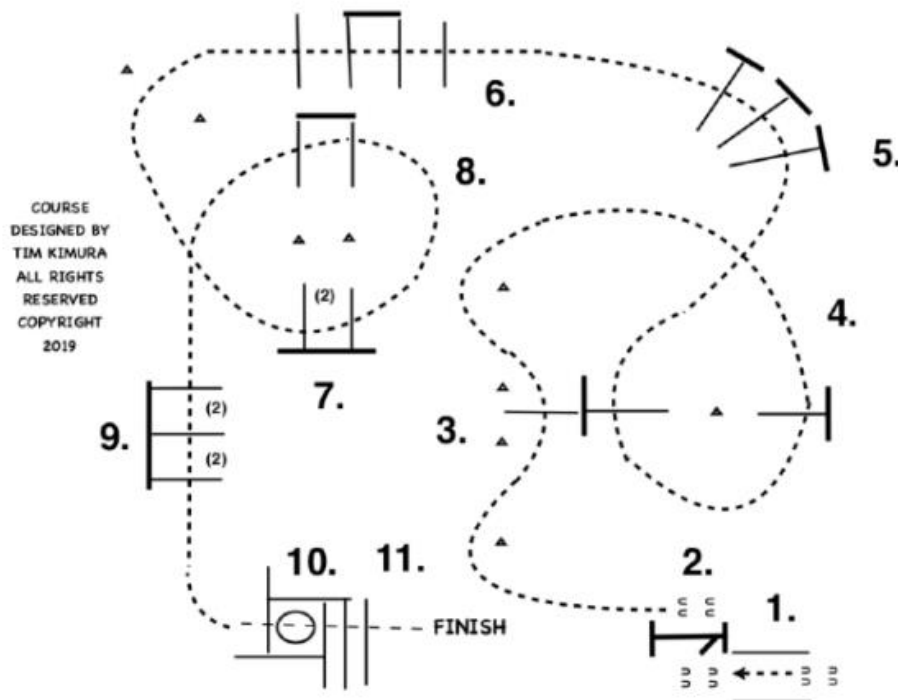 6.
5.
8.
COURSE
DESIGNED BY
TIM KIMURA
ALL RIGHTS
RESERVED
COPYRIGHT
2019
(2)
4.
7.
3.
9.
(2)
(2)
10.
11.
2.
1.
FINISH